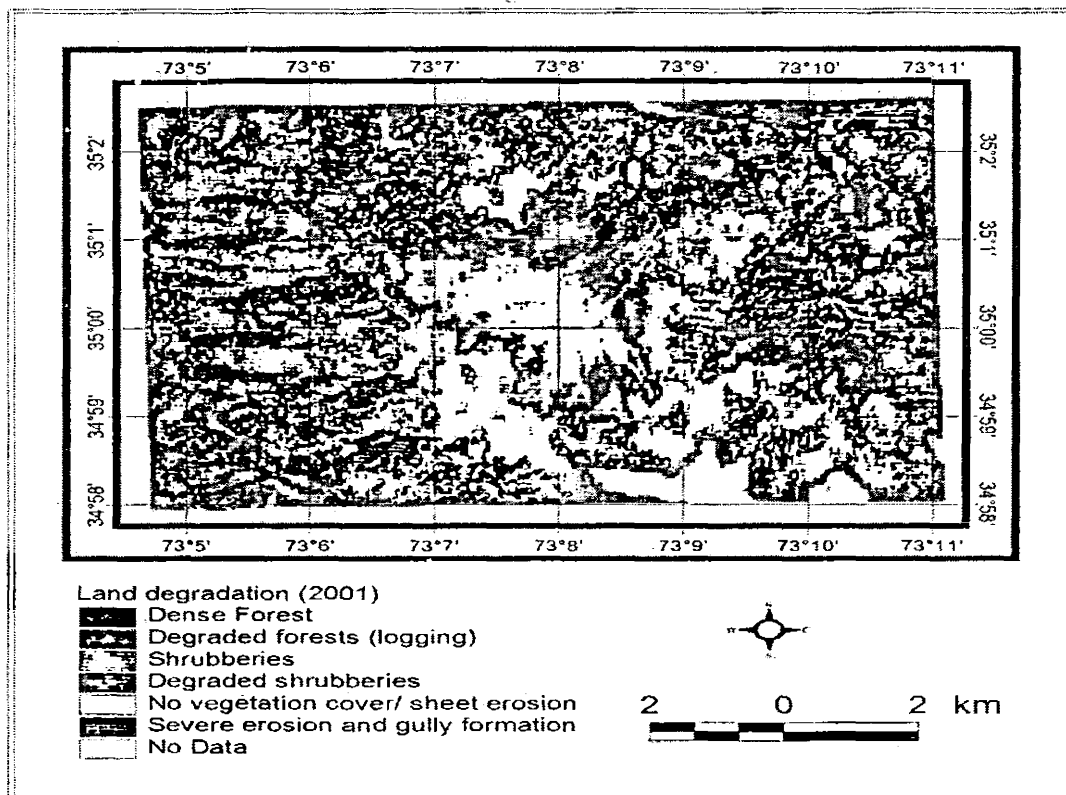 73°5' 73°6' 73°7' 73°8' 73°9' 73°10' 73°11'
35°2' 35°2'
35°1' 35°1'
35°00' 35°00'
34°59' 34°59'
34°58' 34°58'
73°5' 73°6' 73°7' 73°8' 73°9' 73°10' 73°11'
Land degradation (2001)
Dense Forest
Degraded forests (logging)
Shrubberies
Degraded shrubberies
No vegetation cover/ sheet erosion
Severe erosion and gully formation
No Data
2 0 2 km